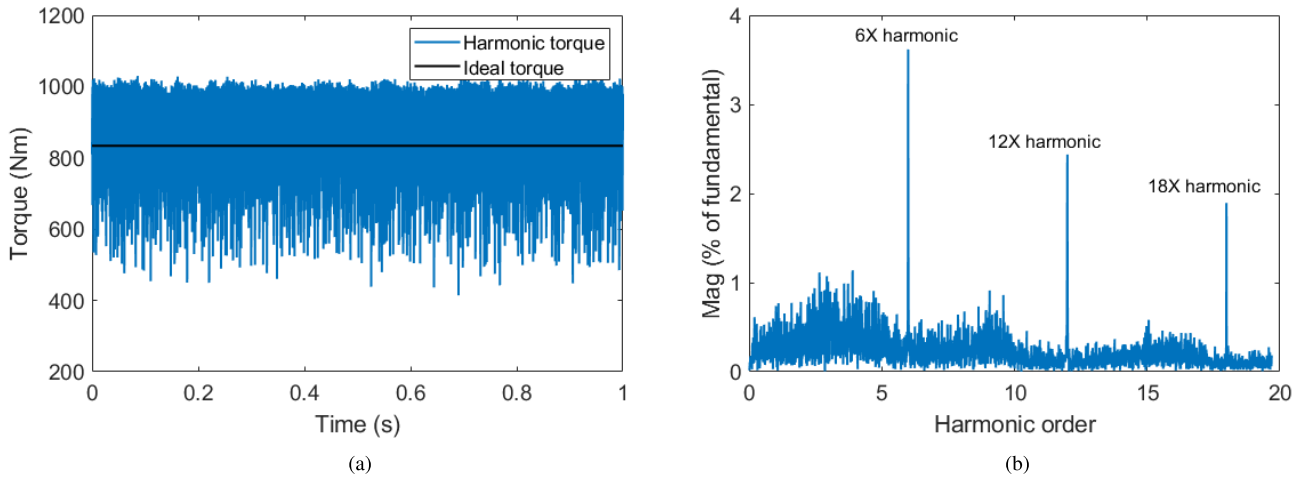 1200
1000
800
600
400
200
Torque (Nm)
Harmonic torque
Ideal torque
0
0.2
0.4
0.6
0.8
1
Time (s)
(a)
4
3
2
1
0
Mag (% of fundamental)
6X harmonic
12X harmonic
18X harmonic
0
5
10
15
20
Harmonic order
(b)